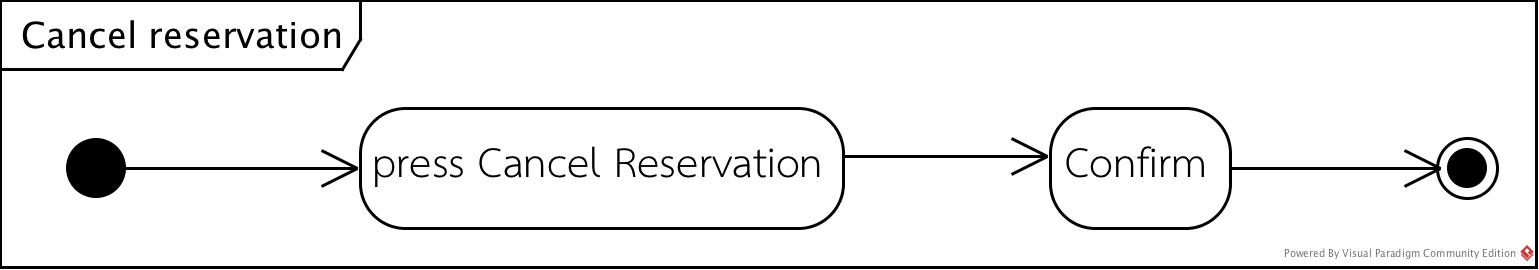 Cancel reservation
press Cancel Reservation
Confirm
Powered By Visual Paradigm Community Edition